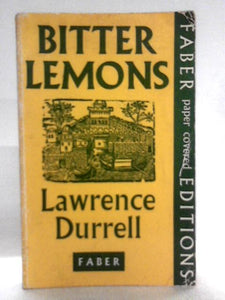 BITTER
LEMONS
Lawrence
Durrell
FABER
FABER paper covered EDITIONS